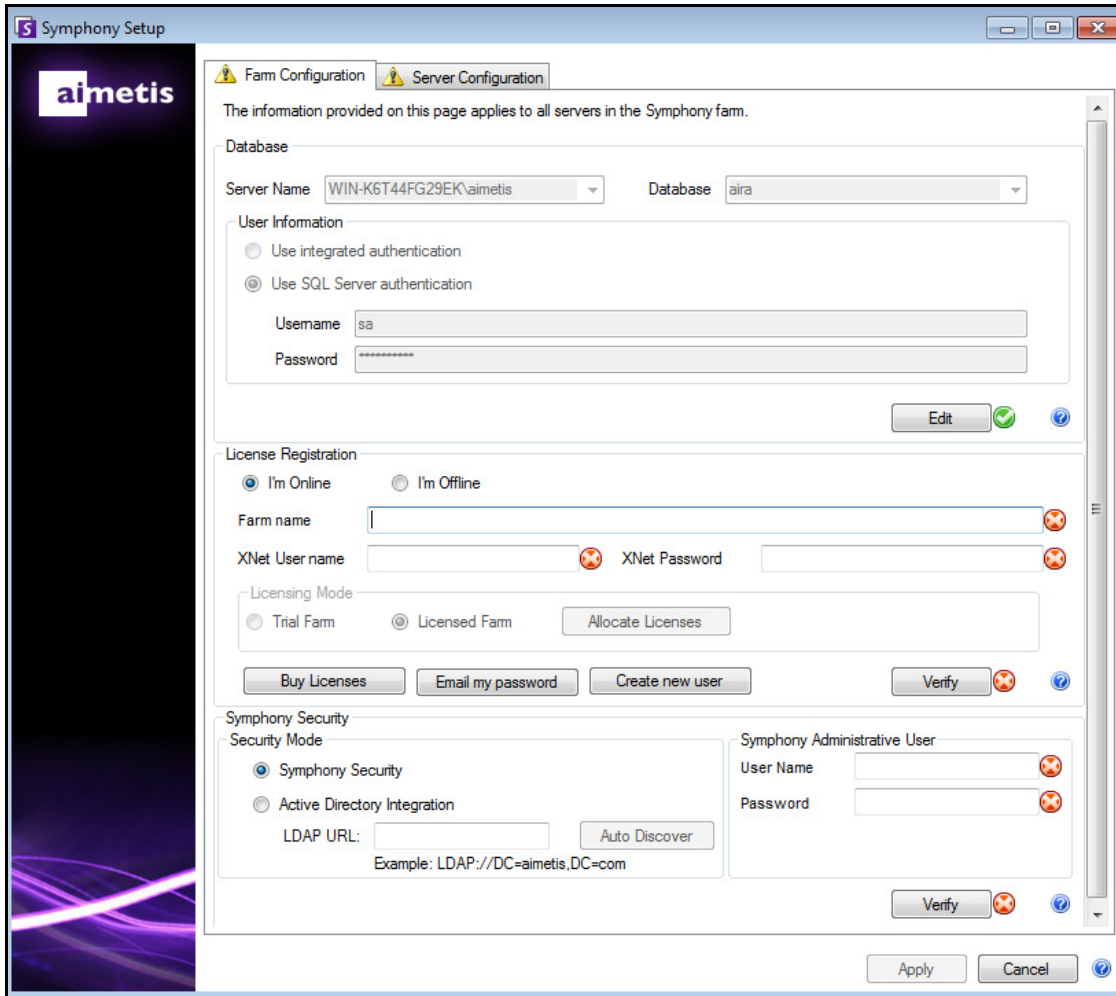 Symphony Setup
aimetis
Farm Configuration
Server Configuration
The information provided on this page applies to all servers in the Symphony farm.
Database
Server Name WIN-K6T44FG29EK\aimetis Database aira
User Information
Use integrated authentication
Use SQL Server authentication
Username sa
Password **********
Edit
License Registration
I'm Online I'm Offline
Farm name
XNet User name XNet Password
Licensing Mode
Trial Farm Licensed Farm Allocate Licenses
Buy Licenses Email my password Create new user Verify
Symphony Security
Security Mode
Symphony Security
Active Directory Integration
LDAP URL: Auto Discover
Example: LDAP://DC=aimetis,DC=com
Symphony Administrative User
User Name
Password
Verify
Apply Cancel